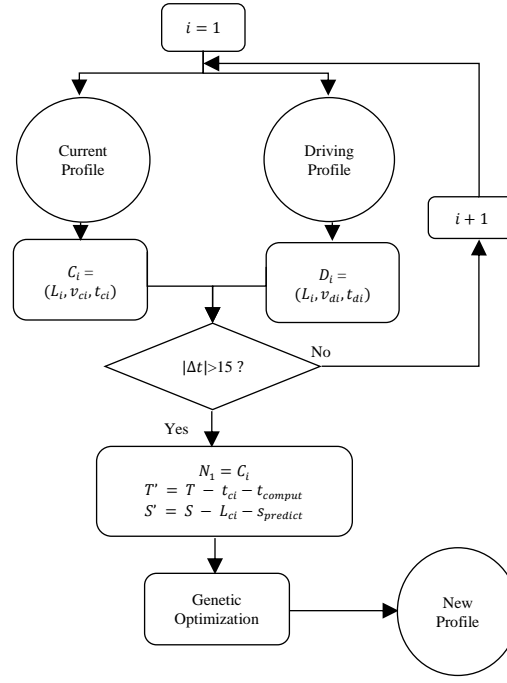 i = 1
Current
Profile
Driving
Profile
i + 1
C_i =
(L_i, v_ci, t_ci)
D_i =
(L_i, v_di, t_di)
No
|Δt|>15 ?
Yes
N_1 = C_i
T' = T − t_ci − t_comput
S' = S − L_ci − s_predict
Genetic
Optimization
New
Profile